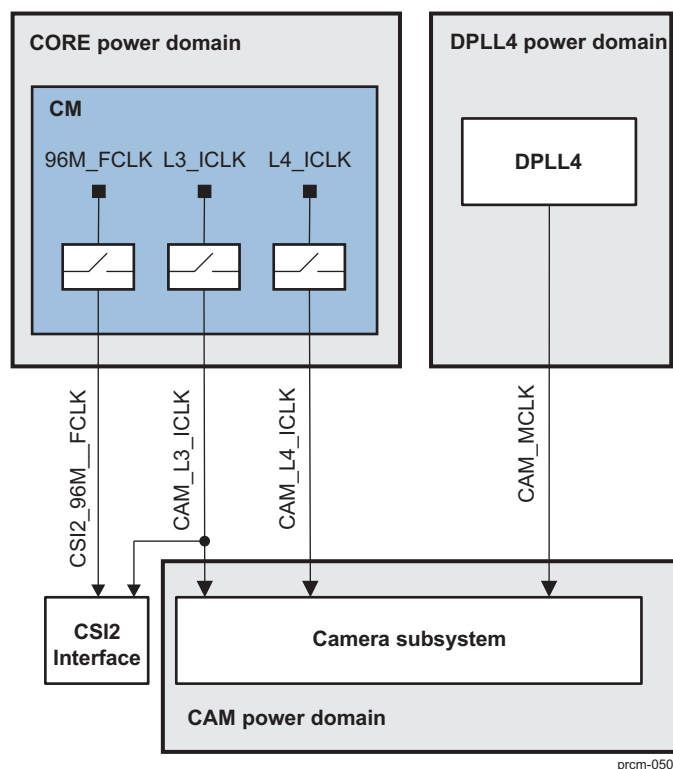 CORE power domain
DPLL4 power domain
CM
96M_FCLK L3_ICLK L4_ICLK
DPLL4
CSI2_96M__FCLK
CAM_L3_ICLK
CAM_L4_ICLK
CAM_MCLK
CSI2
Interface
Camera subsystem
CAM power domain
prcm-050